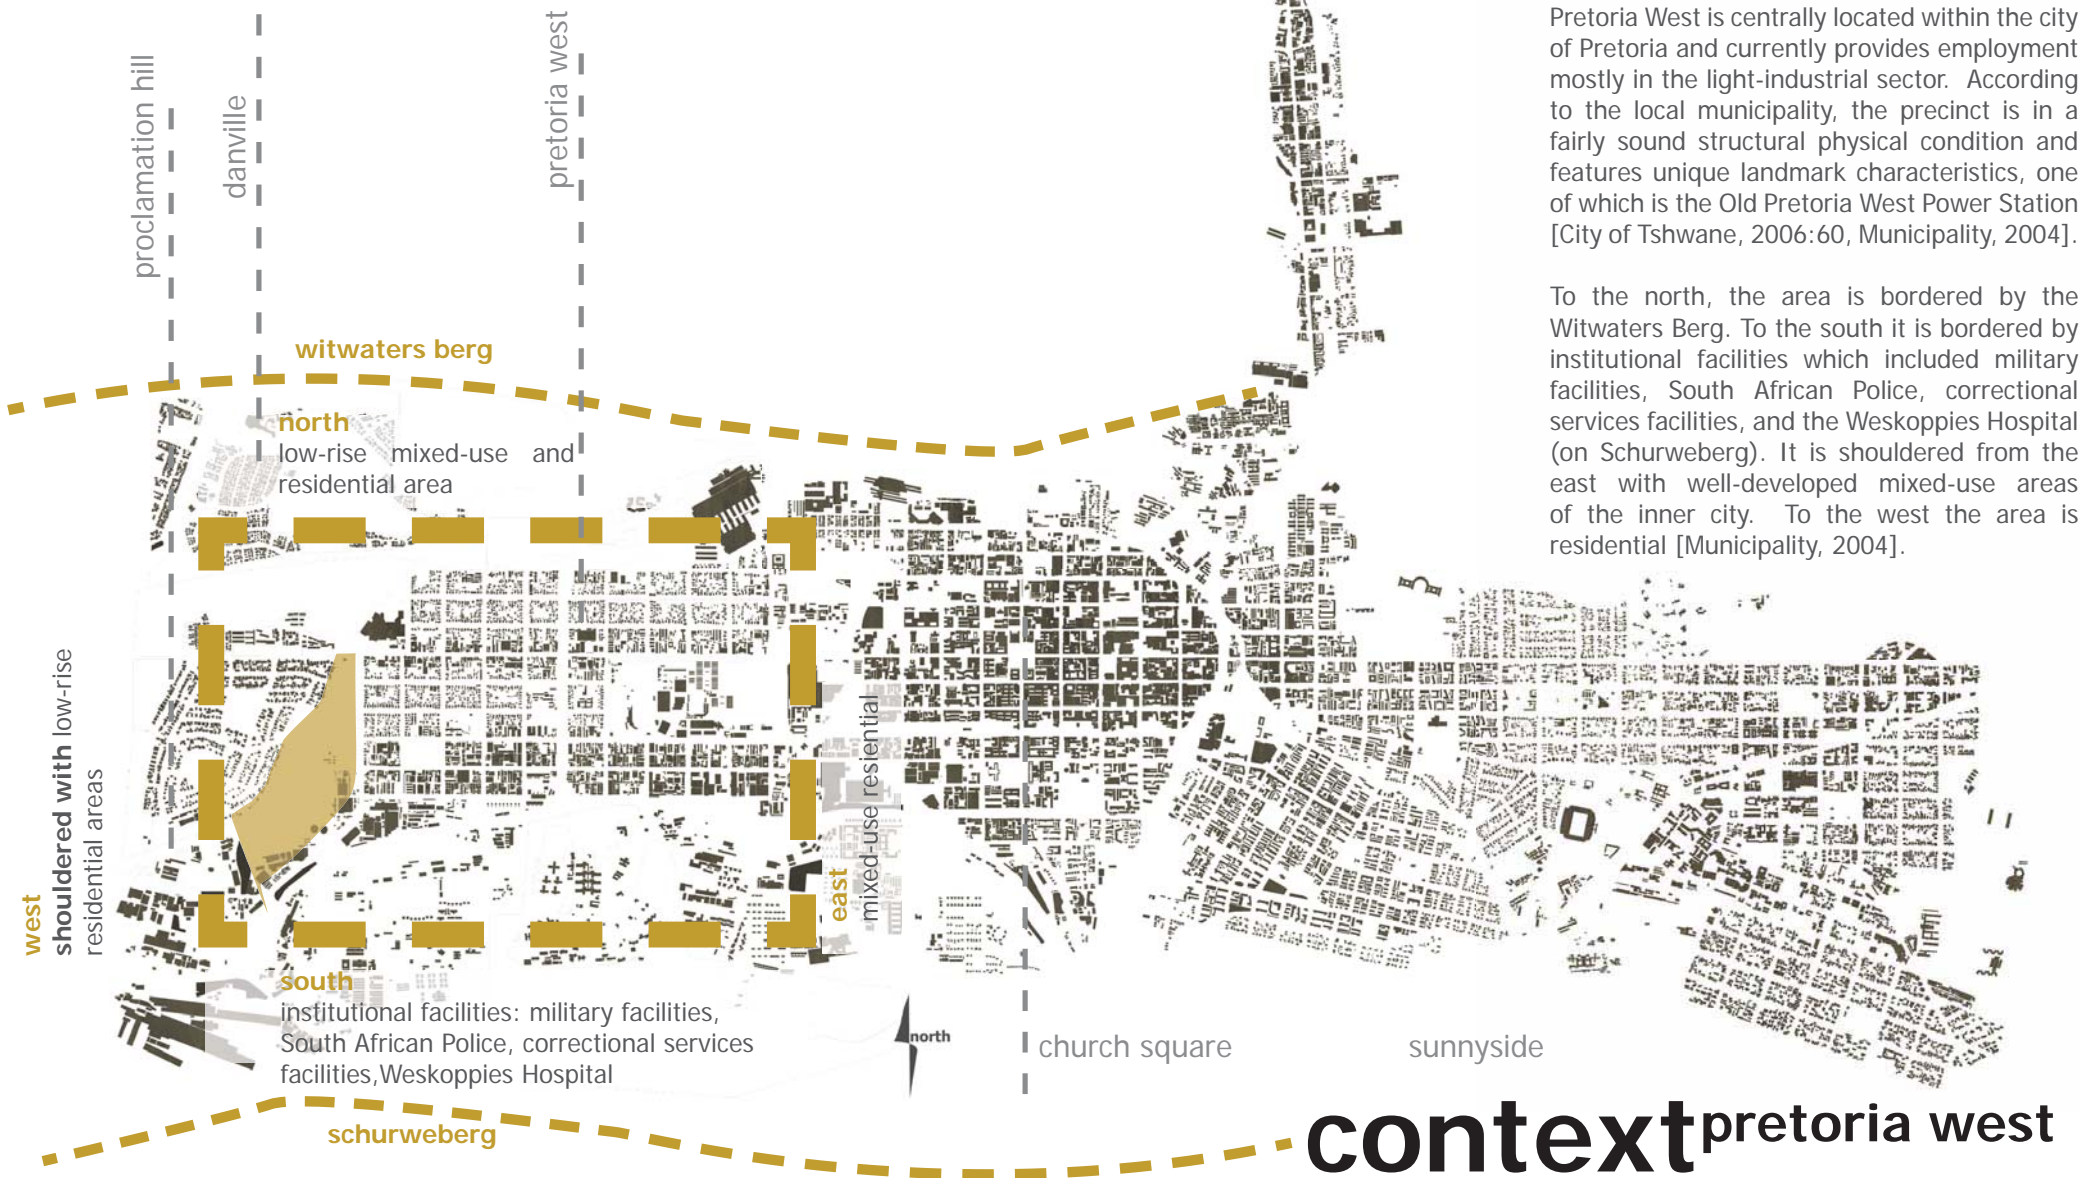 proclamation hill
danville
pretoria west
witwaters berg
north
low-rise mixed-use and
residential area
west
shouldered with low-rise
residential areas
east
mixed-use resiential
south
institutional facilities: military facilities,
South African Police, correctional services
facilities,Weskoppies Hospital
schurweberg
north
church square
sunnyside
Pretoria West is centrally located within the city
of Pretoria and currently provides employment
mostly in the light-industrial sector. According
to the local municipality, the precinct is in a
fairly sound structural physical condition and
features unique landmark characteristics, one
of which is the Old Pretoria West Power Station
[City of Tshwane, 2006:60, Municipality, 2004].
To the north, the area is bordered by the
Witwaters Berg. To the south it is bordered by
institutional facilities which included military
facilities, South African Police, correctional
services facilities, and the Weskoppies Hospital
(on Schurweberg). It is shouldered from the
east with well-developed mixed-use areas
of the inner city. To the west the area is
residential [Municipality, 2004].
context pretoria west